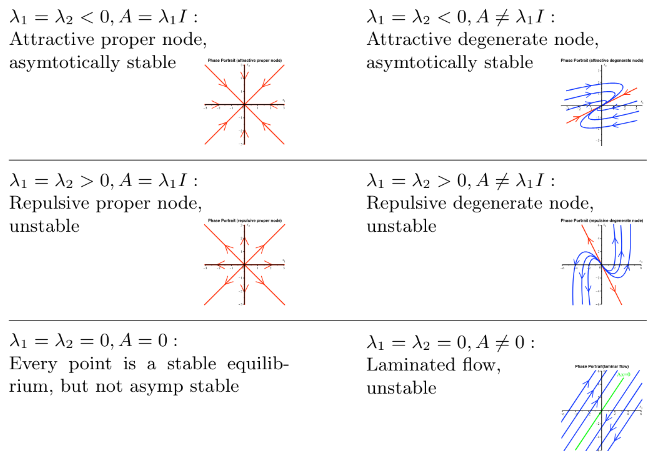 λ₁ = λ₂ < 0, A = λ₁I :
Attractive proper node,
asymtotically stable
Phase Portrait (attractive proper node)
λ₁ = λ₂ < 0, A ≠ λ₁I :
Attractive degenerate node,
asymtotically stable
Phase Portrait (attractive degenerate node)
λ₁ = λ₂ > 0, A = λ₁I :
Repulsive proper node,
unstable
Phase Portrait (repulsive proper node)
λ₁ = λ₂ > 0, A ≠ λ₁I :
Repulsive degenerate node,
unstable
Phase Portrait (repulsive degenerate node)
λ₁ = λ₂ = 0, A = 0 :
Every point is a stable equilib-
rium, but not asymp stable
λ₁ = λ₂ = 0, A ≠ 0 :
Laminated flow,
unstable
Phase Portrait(laminar flow)